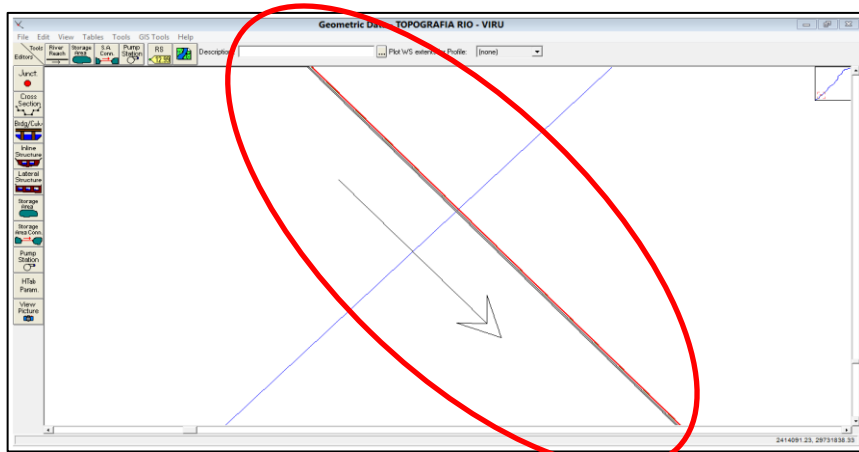 Geometric Data - TOPOGRAFIA RIO - VIRU
File Edit View Tables Tools GIS Tools Help
Tools
Editors
River
Reach
Storage
Area
S.A.
Conn.
Pump
Station
RS
Description :
...
Plot WS extents for Profile:
(none)
Junct.
Cross
Section
Brdg/Culv
Inline
Structure
Lateral
Structure
Storage
Area
Storage
Area Conn.
Pump
Station
HTab
Param.
View
Picture
2414091.23, 29731838.33